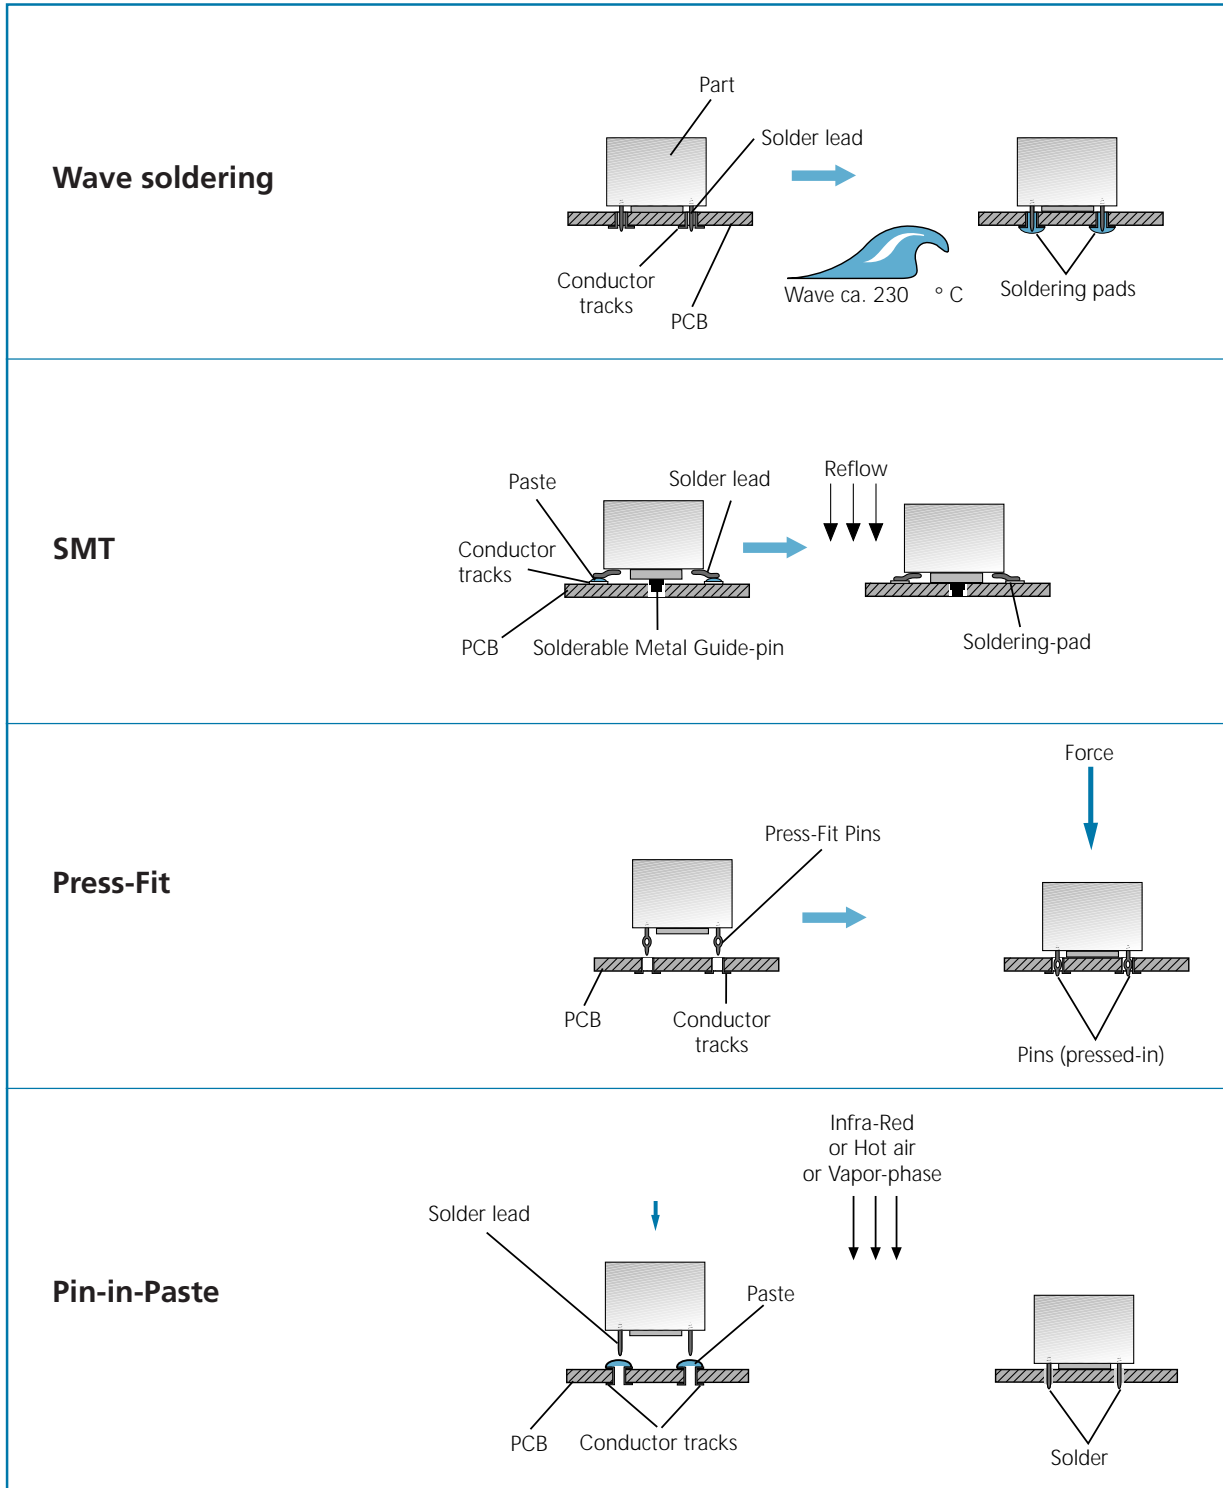 Wave soldering
Part
Solder lead
Conductor
tracks
PCB
Wave ca. 230 ° C
Soldering pads
SMT
Paste
Solder lead
Reflow
Conductor
tracks
PCB
Solderable Metal Guide-pin
Soldering-pad
Press-Fit
Force
Press-Fit Pins
PCB
Conductor
tracks
Pins (pressed-in)
Pin-in-Paste
Infra-Red
or Hot air
or Vapor-phase
Solder lead
Paste
PCB
Conductor tracks
Solder